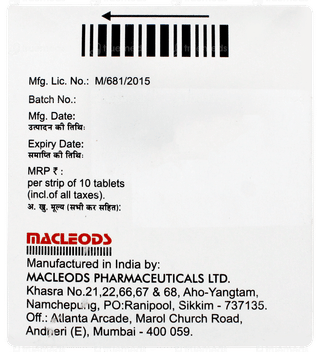 Mfg. Lic. No.: M/681/2015
Batch No.:
Mfg. Date:
उत्पादन की तिथि:
Expiry Date:
समाप्ति की तिथि:
MRP ₹ :
per strip of 10 tablets
(incl.of all taxes).
अ. खु. मूल्य (सभी कर सहित):
MACLEODS
Manufactured in India by:
MACLEODS PHARMACEUTICALS LTD.
Khasra No.21,22,66,67 & 68, Aho-Yangtam,
Namchepung, PO:Ranipool, Sikkim - 737135.
Off.: Atlanta Arcade, Marol Church Road,
Andheri (E), Mumbai - 400 059.